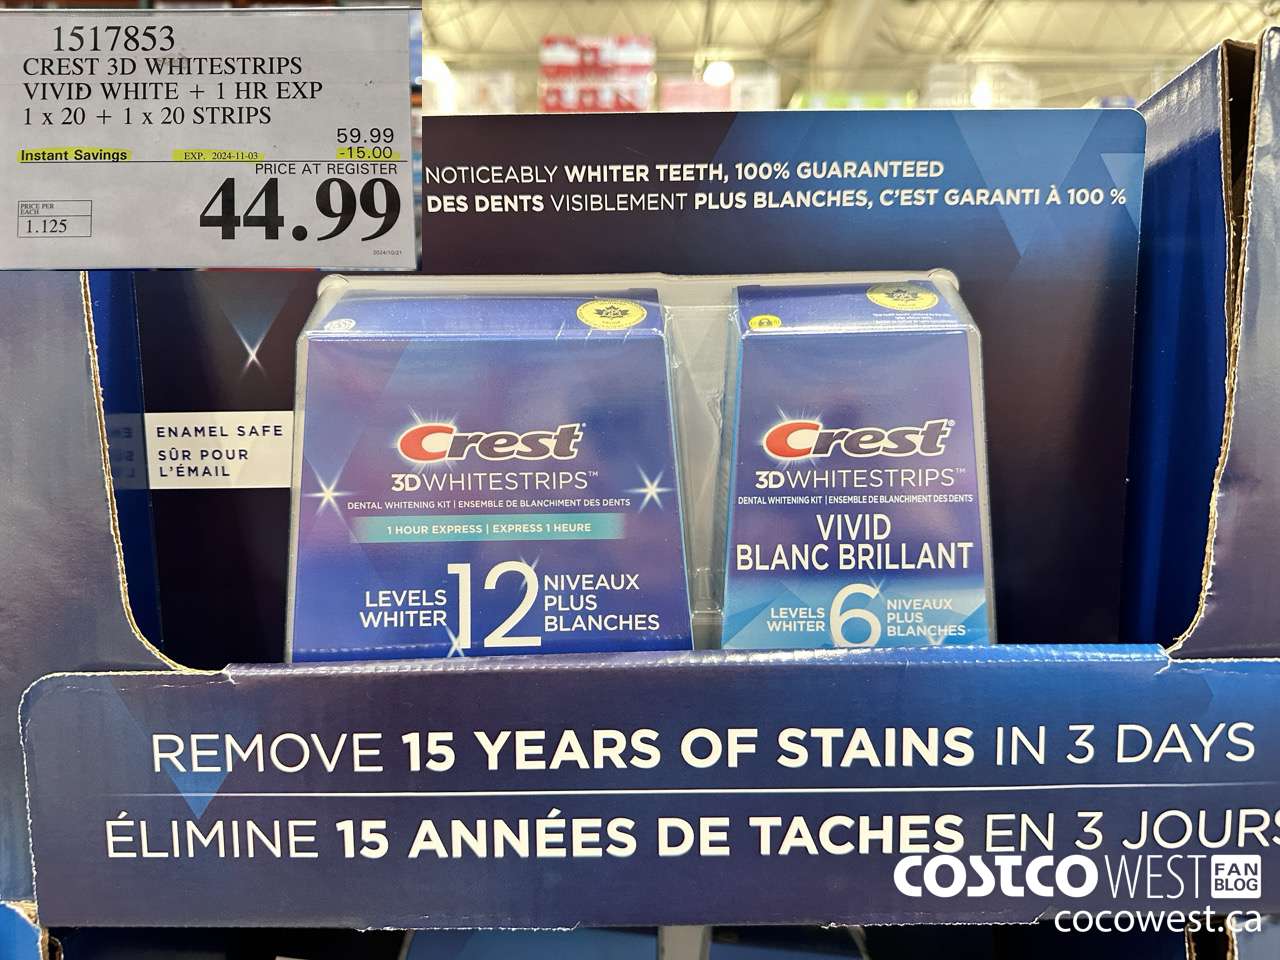 1517853
CREST 3D WHITESTRIPS
VIVID WHITE + 1 HR EXP
1 x 20 + 1 x 20 STRIPS
59.99
Instant Savings EXP. 2024-11-03 -15.00
PRICE AT REGISTER
44.99
PRICE PER
EACH
1.125
2024/10/21
NOTICEABLY WHITER TEETH, 100% GUARANTEED
DES DENTS VISIBLEMENT PLUS BLANCHES, C'EST GARANTI À 100 %
ENAMEL SAFE
SÛR POUR
L'ÉMAIL
Crest
3DWHITESTRIPS™
DENTAL WHITENING KIT | ENSEMBLE DE BLANCHIMENT DES DENTS
1 HOUR EXPRESS | EXPRESS 1 HEURE
LEVELS
WHITER
12
NIVEAUX
PLUS
BLANCHES
Crest®
3DWHITESTRIPS™
DENTAL WHITENING KIT | ENSEMBLE DE BLANCHIMENT DES DENTS
VIVID
BLANC BRILLANT
LEVELS
WHITER
6
NIVEAUX
PLUS
BLANCHES
REMOVE 15 YEARS OF STAINS IN 3 DAYS
ÉLIMINE 15 ANNÉES DE TACHES EN 3 JOURS
COSTCO WEST FAN BLOG
cocowest.ca